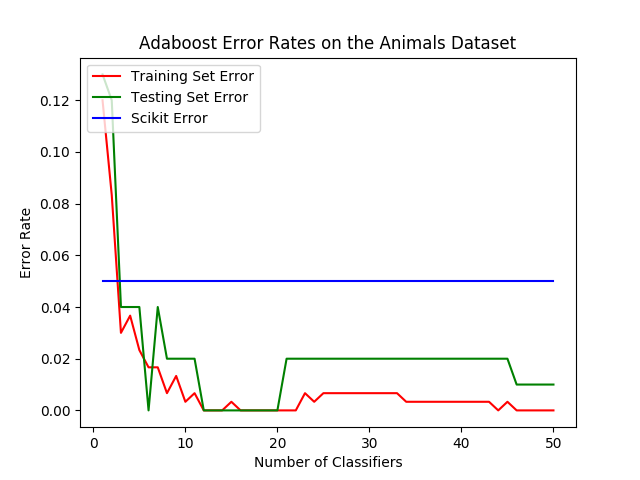 Adaboost Error Rates on the Animals Dataset
Training Set Error
Testing Set Error
Scikit Error
0.12
0.10
0.08
0.06
0.04
0.02
0.00
Error Rate
0 10 20 30 40 50
Number of Classifiers